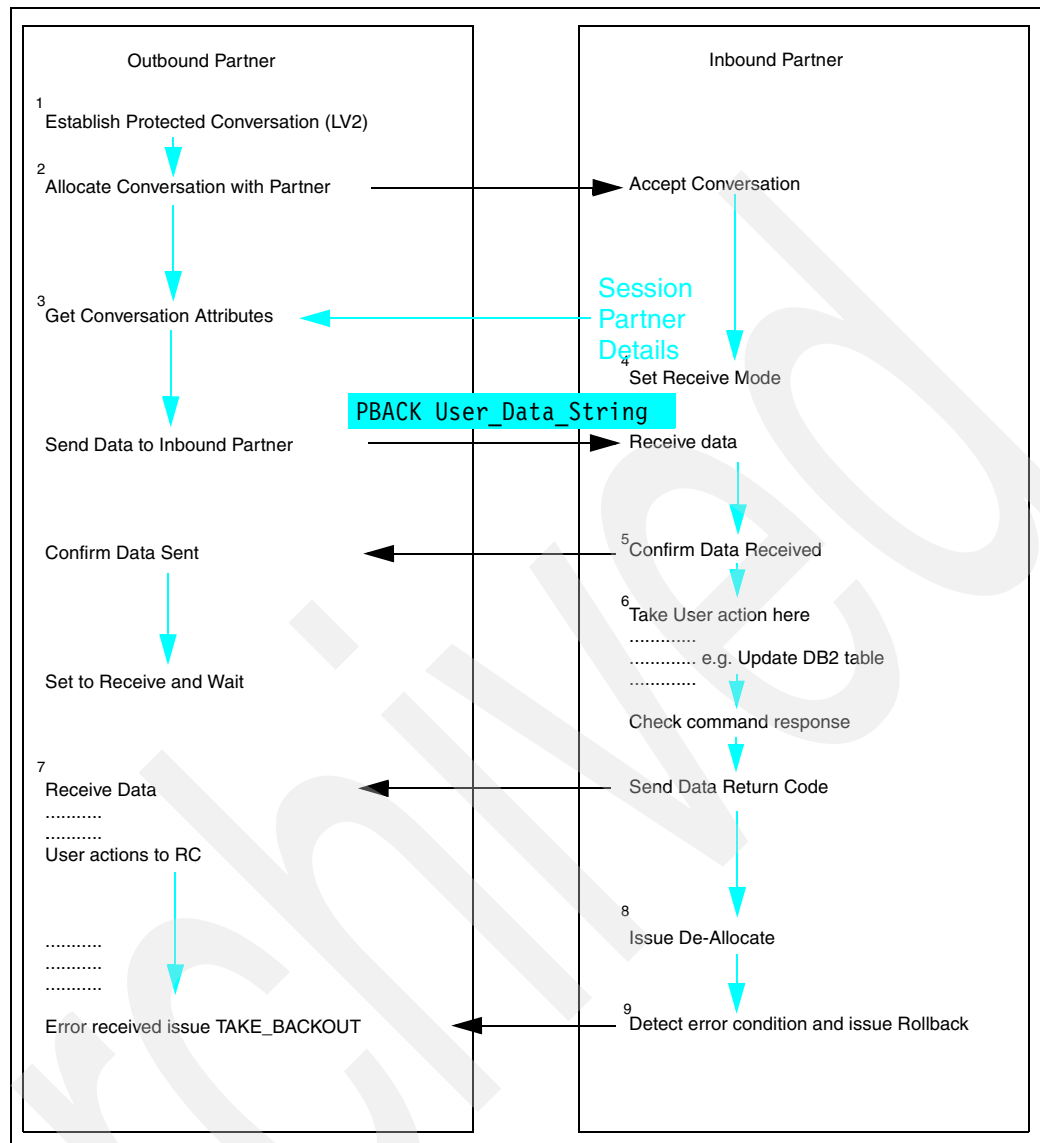 Outbound Partner
Inbound Partner
1
Establish Protected Conversation (LV2)
2
Allocate Conversation with Partner
Accept Conversation
3
Get Conversation Attributes
Session
Partner
Details
4
Set Receive Mode
PBACK User_Data_String
Send Data to Inbound Partner
Receive data
Confirm Data Sent
5
Confirm Data Received
6
Take User action here
.............
............. e.g. Update DB2 table
.............
Set to Receive and Wait
Check command response
7
Receive Data
...........
...........
User actions to RC
Send Data Return Code
8
Issue De-Allocate
...........
...........
...........
9
Error received issue TAKE_BACKOUT
Detect error condition and issue Rollback
rchived